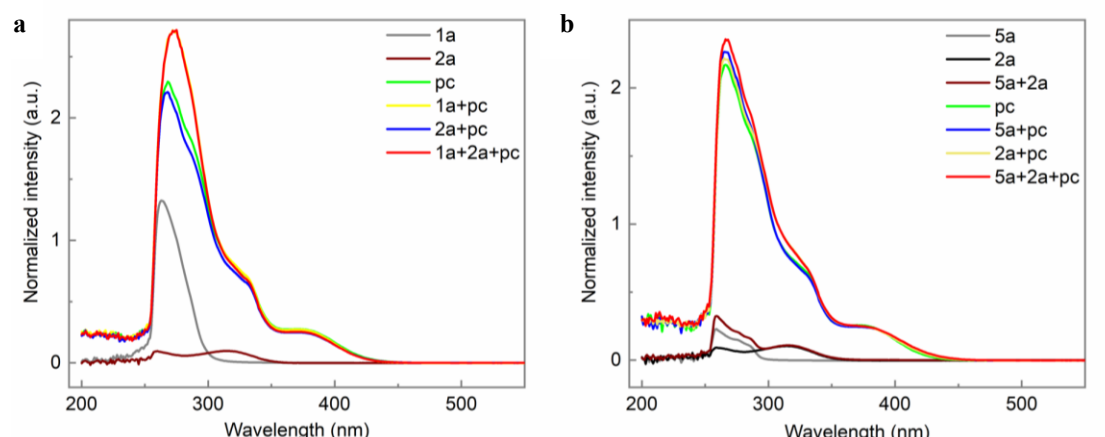 a
Normalized intensity (a.u.)
2
1
0
200
300
400
500
Wavelength (nm)
1a
2a
pc
1a+pc
2a+pc
1a+2a+pc
b
Normalized intensity (a.u.)
2
1
0
200
300
400
500
Wavelength (nm)
5a
2a
5a+2a
pc
5a+pc
2a+pc
5a+2a+pc